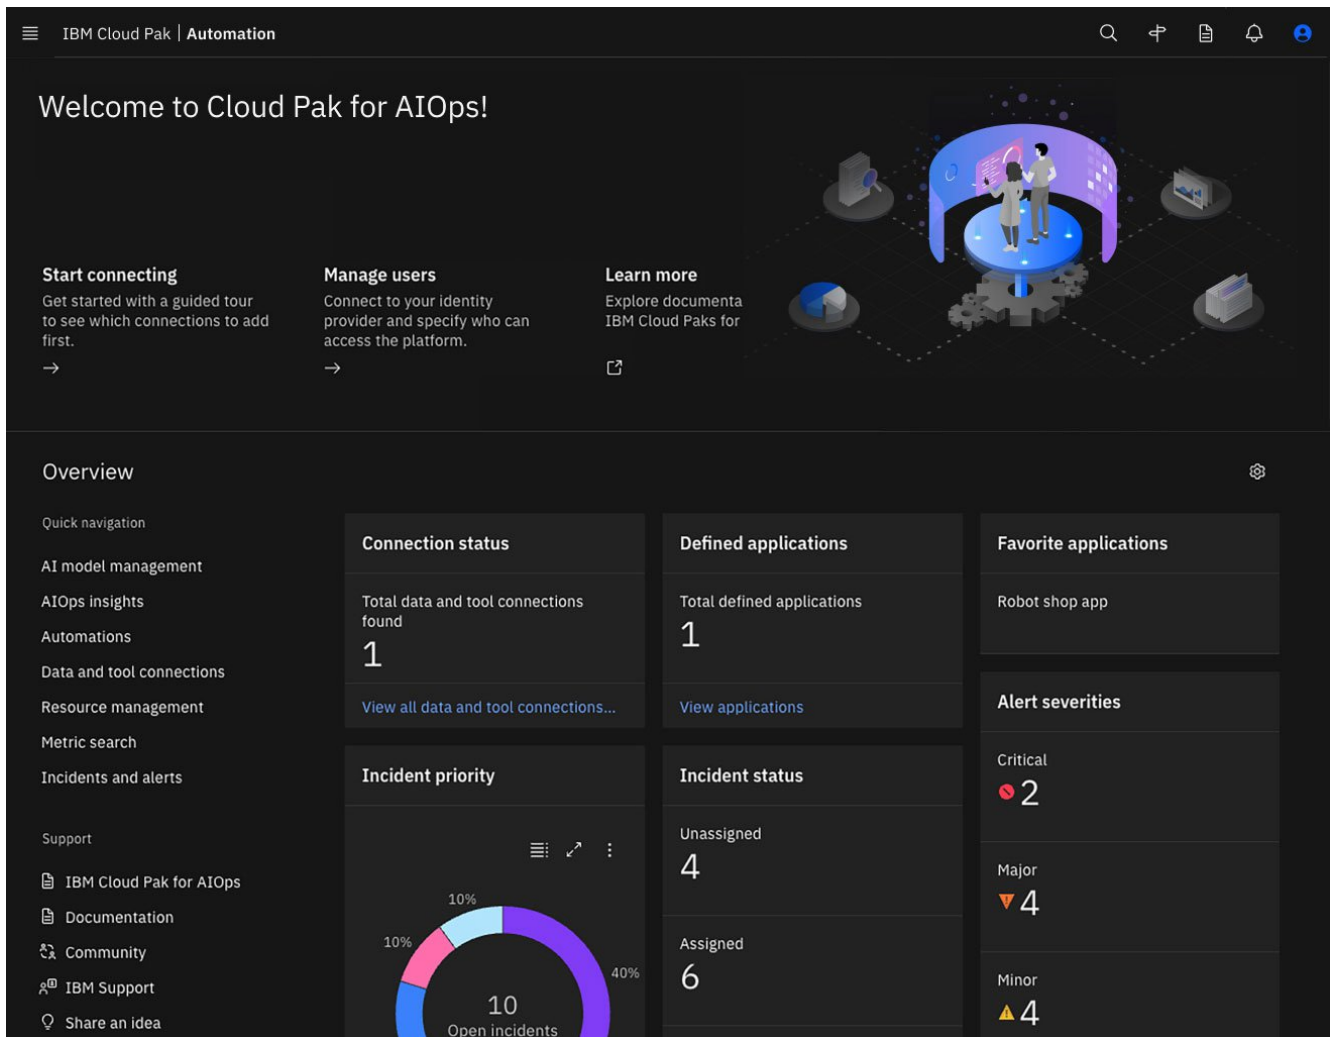 IBM Cloud Pak | Automation
Welcome to Cloud Pak for AIOps!
Start connecting
Get started with a guided tour
to see which connections to add
first.
Manage users
Connect to your identity
provider and specify who can
access the platform.
Learn more
Explore documenta
IBM Cloud Paks for
Overview
Quick navigation
AI model management
AIOps insights
Automations
Data and tool connections
Resource management
Metric search
Incidents and alerts
Support
IBM Cloud Pak for AIOps
Documentation
Community
IBM Support
Share an idea
Connection status
Total data and tool connections
found
1
View all data and tool connections...
Defined applications
Total defined applications
1
View applications
Favorite applications
Robot shop app
Incident priority
10%
10%
40%
10
Open incidents
Incident status
Unassigned
4
Assigned
6
Alert severities
Critical
2
Major
4
Minor
4